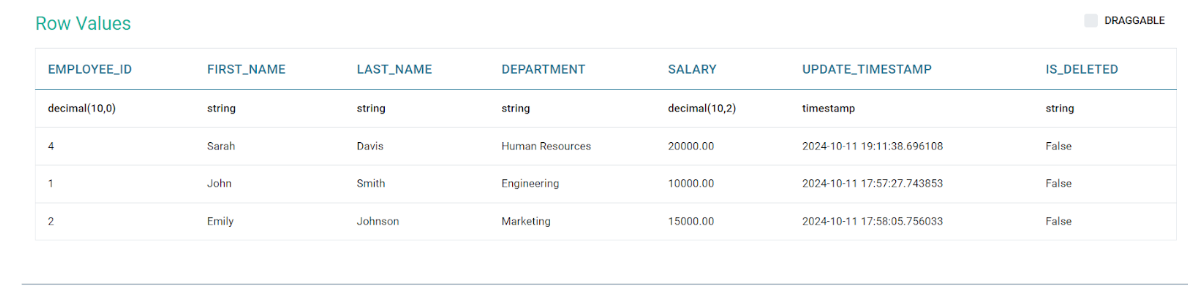 Row Values
DRAGGABLE
EMPLOYEE_ID FIRST_NAME LAST_NAME DEPARTMENT SALARY UPDATE_TIMESTAMP IS_DELETED
decimal(10,0) string string string decimal(10,2) timestamp string
4 Sarah Davis Human Resources 20000.00 2024-10-11 19:11:38.696108 False
1 John Smith Engineering 10000.00 2024-10-11 17:57:27.743853 False
2 Emily Johnson Marketing 15000.00 2024-10-11 17:58:05.756033 False